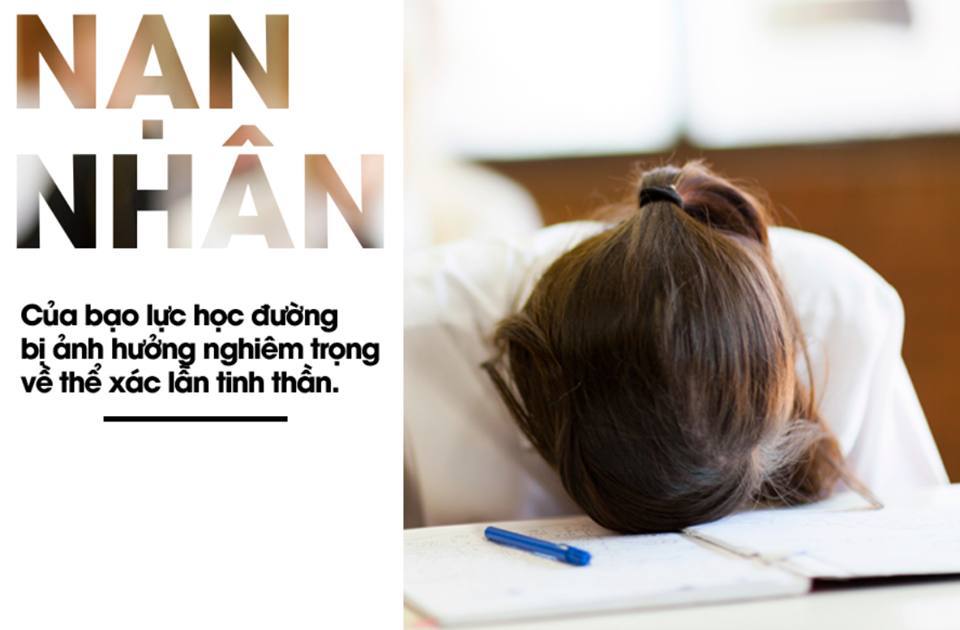 NẠN
NHÂN
Của bạo lực học đường
bị ảnh hưởng nghiêm trọng
về thể xác lẫn tinh thần.